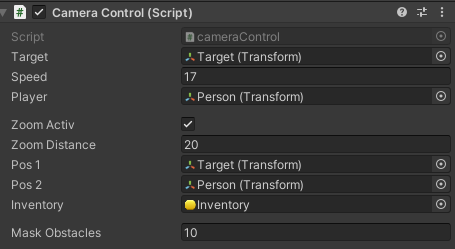 Camera Control (Script)
Script cameraControl
Target Target (Transform)
Speed 17
Player Person (Transform)
Zoom Activ
Zoom Distance 20
Pos 1 Target (Transform)
Pos 2 Person (Transform)
Inventory Inventory
Mask Obstacles 10